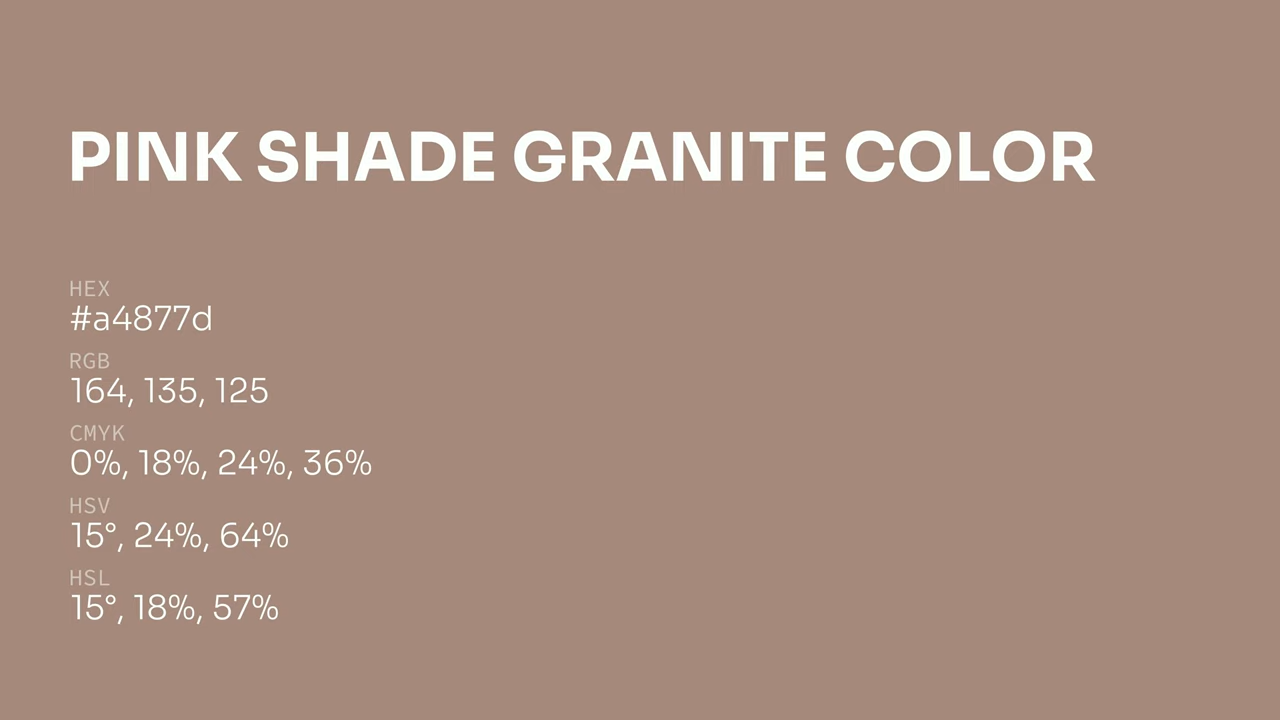 PINK SHADE GRANITE COLOR
HEX
#a4877d
RGB
164, 135, 125
CMYK
0%, 18%, 24%, 36%
HSV
15°, 24%, 64%
HSL
15°, 18%, 57%